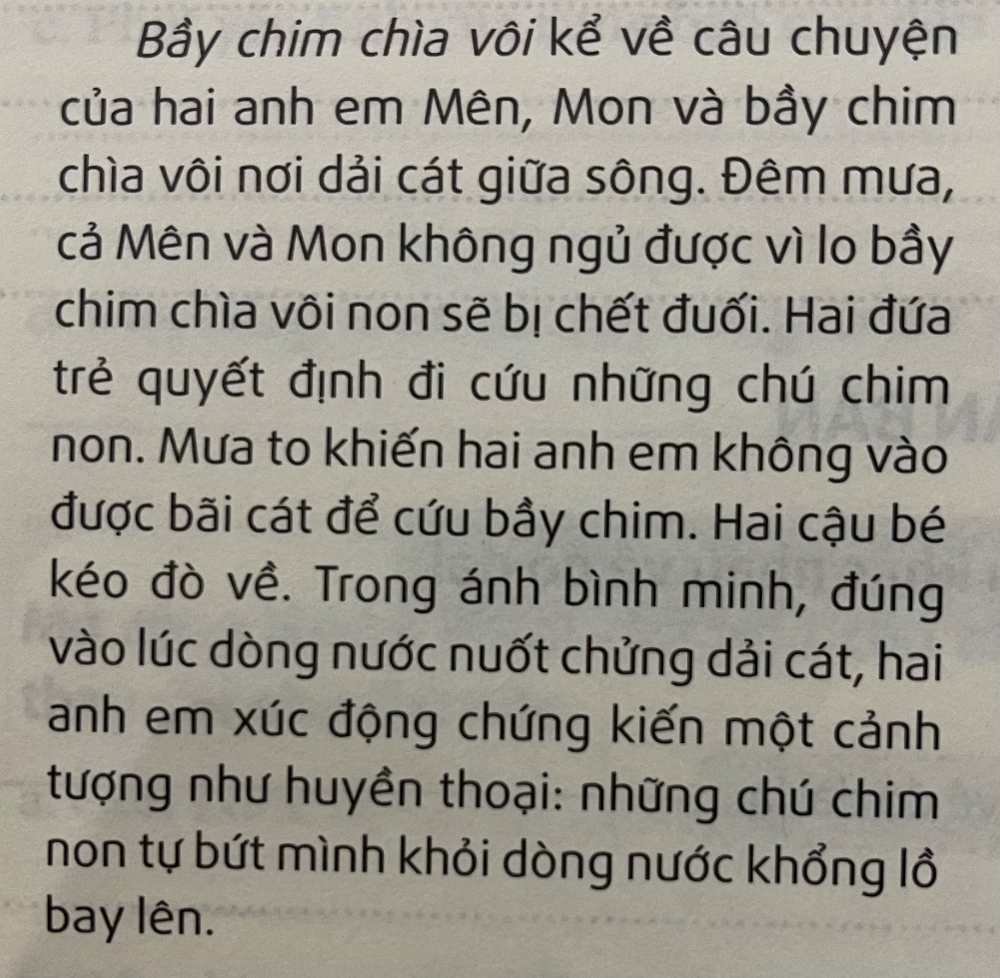 Bầy chim chìa vôi kể về câu chuyện
của hai anh em Mên, Mon và bầy chim
chìa vôi nơi dải cát giữa sông. Đêm mưa,
cả Mên và Mon không ngủ được vì lo bầy
chim chìa vôi non sẽ bị chết đuối. Hai đứa
trẻ quyết định đi cứu những chú chim
non. Mưa to khiến hai anh em không vào
được bãi cát để cứu bầy chim. Hai cậu bé
kéo đò về. Trong ánh bình minh, đúng
vào lúc dòng nước nuốt chửng dải cát, hai
anh em xúc động chứng kiến một cảnh
tượng như huyền thoại: những chú chim
non tự bứt mình khỏi dòng nước khổng lồ
bay lên.